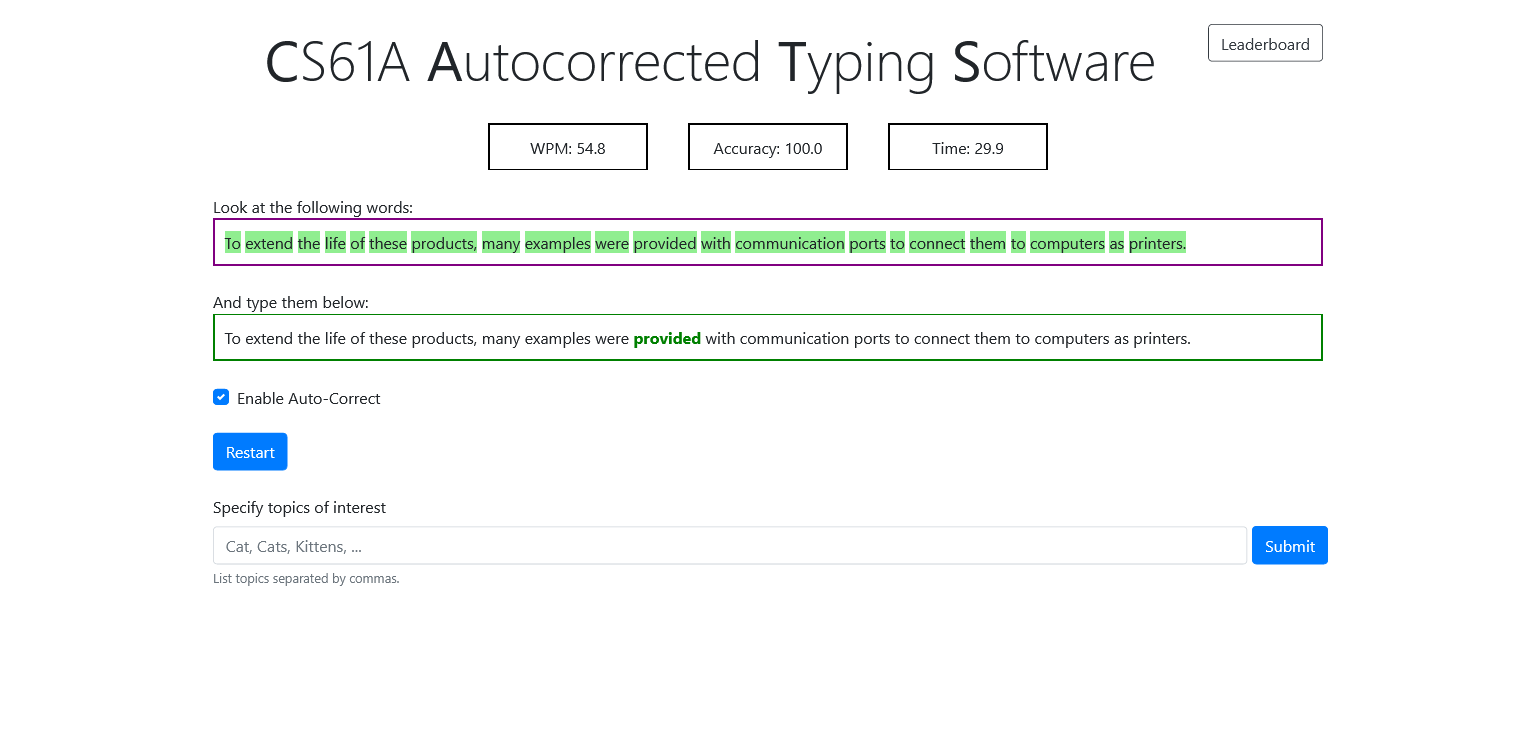 CS61A Autocorrected Typing Software
Leaderboard
WPM: 54.8
Accuracy: 100.0
Time: 29.9
Look at the following words:
To extend the life of these products, many examples were provided with communication ports to connect them to computers as printers.
And type them below:
To extend the life of these products, many examples were provided with communication ports to connect them to computers as printers.
Enable Auto-Correct
Restart
Specify topics of interest
Cat, Cats, Kittens, ...
Submit
List topics separated by commas.